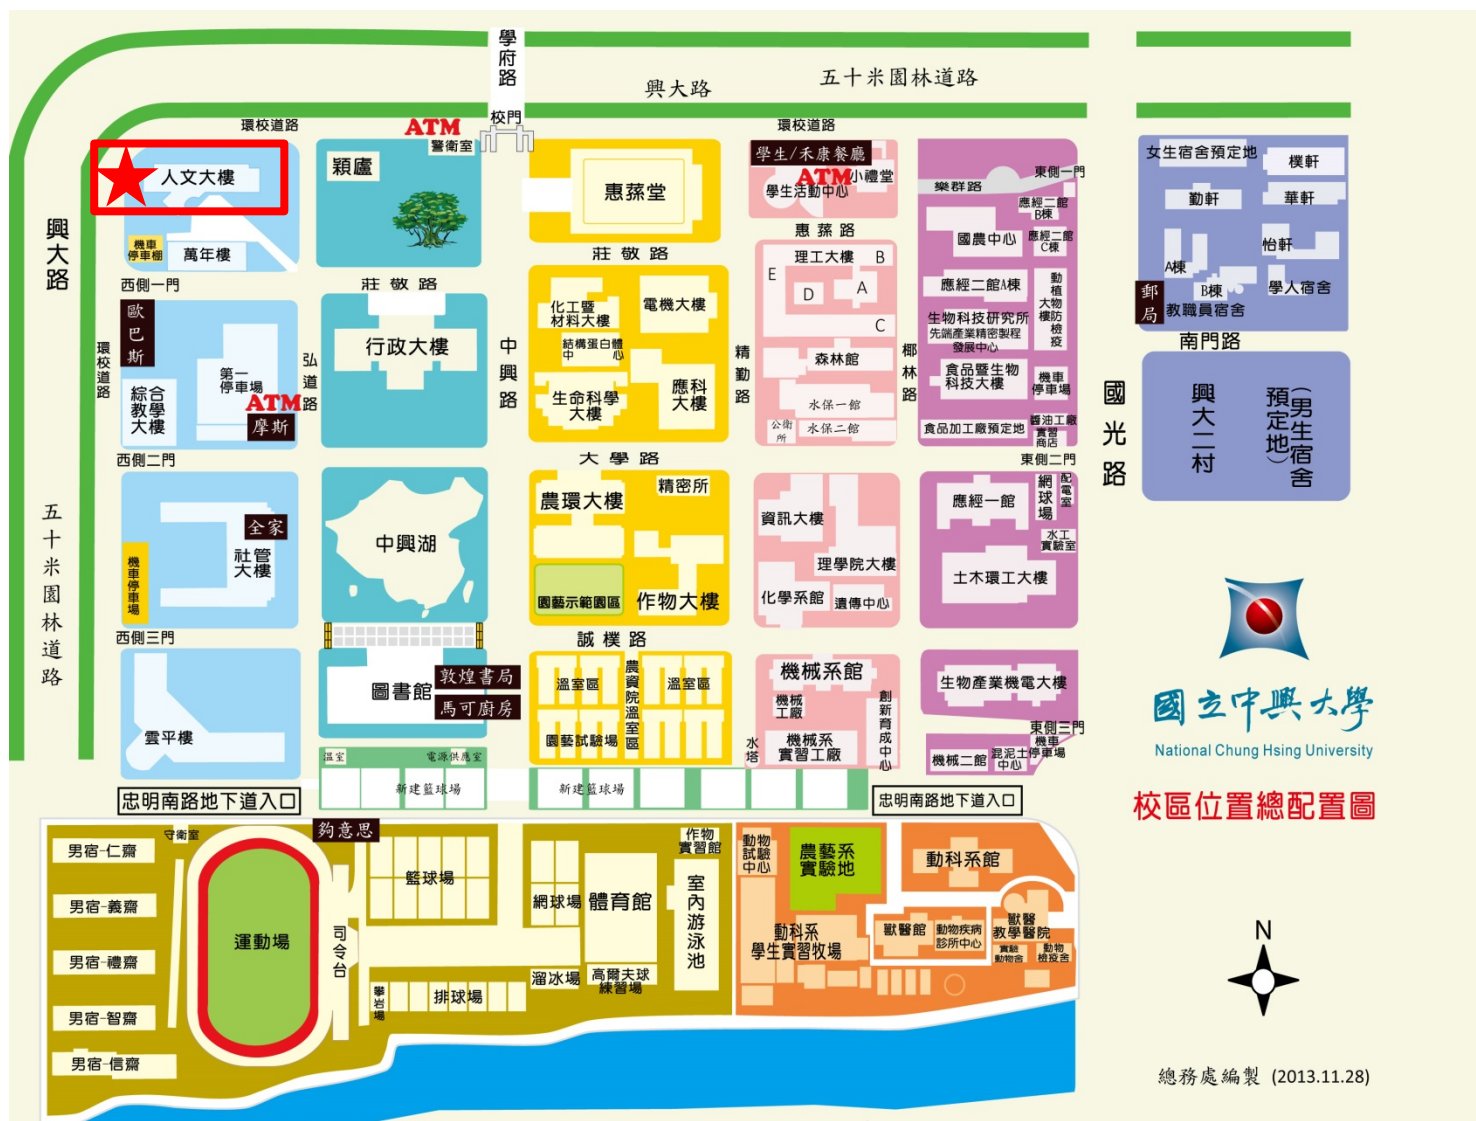 學府路
興大路
五十米園林道路
校門
環校道路
ATM
警衛室
環校道路
學生/禾康餐廳
ATM
小禮堂
學生活動中心
人文大樓
機車
停車棚
萬年樓
穎廬
惠蓀堂
樂群路
東側一門
應經二館
B棟
國農中心
應經二館
C棟
女生宿舍預定地
樸軒
勤軒
華軒
怡軒
A棟
B棟
學人宿舍
教職員宿舍
郵局
南門路
興大路
西側一門
莊敬路
莊敬路
惠蓀路
理工大樓
A
B
C
D
E
歐巴斯
環校道路
第一
停車場
ATM
摩斯
綜合
教學
大樓
弘道路
行政大樓
中興路
化工暨
材料大樓
電機大樓
結構蛋白體
中心
生命科學
大樓
應科
大樓
精勤路
森林館
水保一館
水保二館
公衛所
椰林路
應經二館A棟
動植物防檢疫大樓
生物科技研究所
先端產業精密製程
發展中心
食品暨生物
科技大樓
機車
停車場
食品加工廠預定地
醬油工廠
實習
商店
國光路
興大二村
(男生宿舍
預定地)
西側二門
大學路
東側二門
五十米園林道路
全家
社管
大樓
機車停車場
中興湖
農環大樓
精密所
園藝示範園區
作物大樓
資訊大樓
理學院大樓
化學系館
遺傳中心
應經一館
網球場
配電室
水工
實驗室
土木環工大樓
西側三門
誠樸路
雲平樓
圖書館
敦煌書局
馬可廚房
溫室區
溫室區
農資院溫室區
園藝試驗場
機械系館
機械
工廠
機械系
實習工廠
創新育成中心
水塔
生物產業機電大樓
東側三門
機械二館
混泥土
中心
機車
停車場
國立中興大學
National Chung Hsing University
校區位置總配置圖
溫室
電源供應室
新建籃球場
新建籃球場
忠明南路地下道入口
忠明南路地下道入口
守衛室
夠意思
男宿-仁齋
男宿-義齋
男宿-禮齋
男宿-智齋
男宿-信齋
運動場
司令台
攀岩場
籃球場
排球場
網球場
溜冰場
體育館
高爾夫球
練習場
作物
實習館
室內游泳池
動物
試驗
中心
農藝系
實驗地
動科系
學生實習牧場
動科系館
獸醫館
動物疾病
診所中心
獸醫
教學醫院
實驗
動物舍
動物
檢疫舍
N
總務處編製 (2013.11.28)